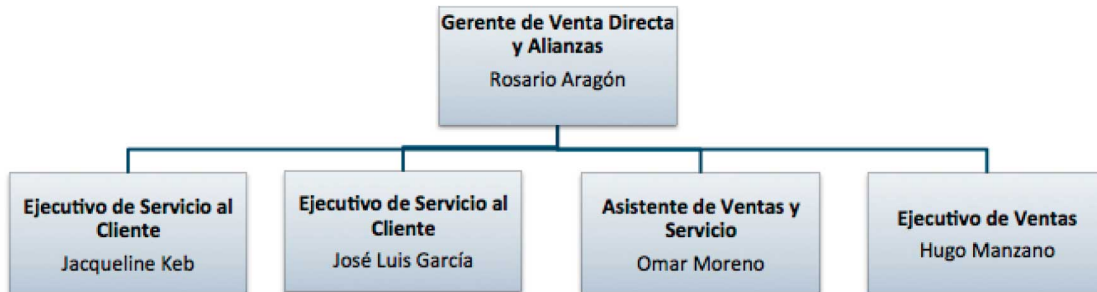 Gerente de Venta Directa
y Alianzas
Rosario Aragón
Ejecutivo de Servicio al
Cliente
Jacqueline Keb
Ejecutivo de Servicio al
Cliente
José Luis García
Asistente de Ventas y
Servicio
Omar Moreno
Ejecutivo de Ventas
Hugo Manzano